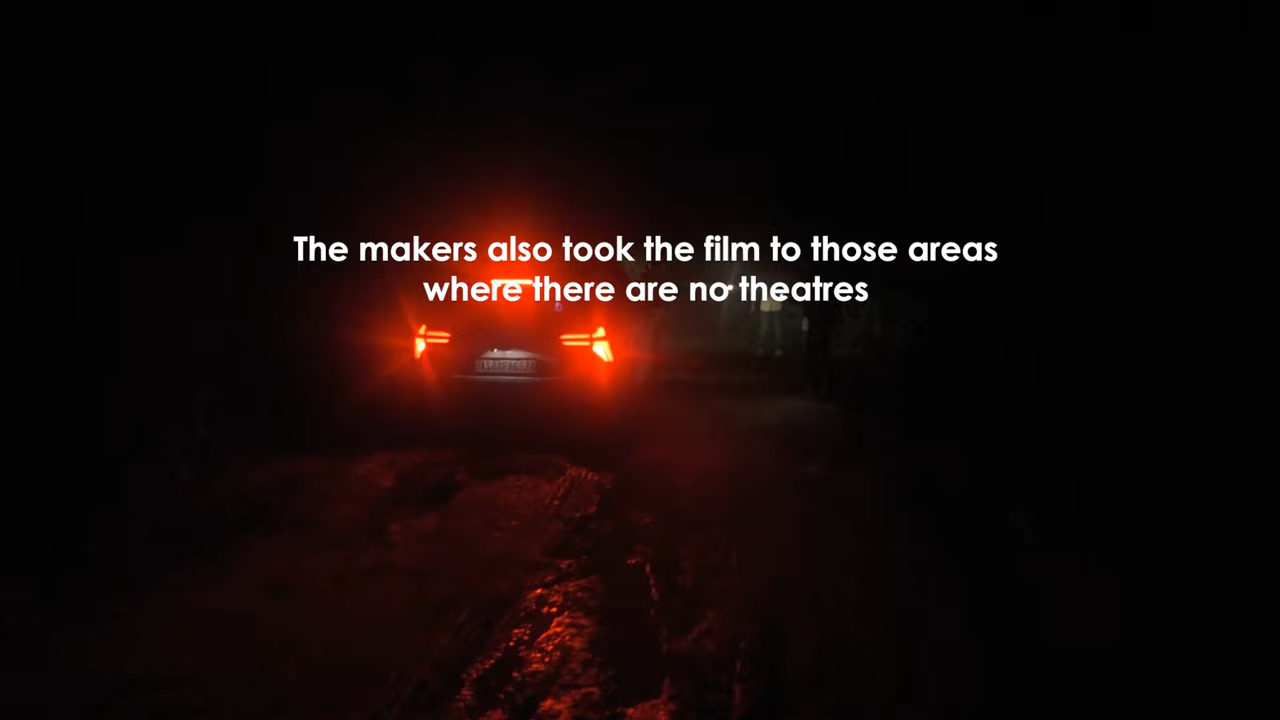 The makers also took the film to those areas
where there are no theatres